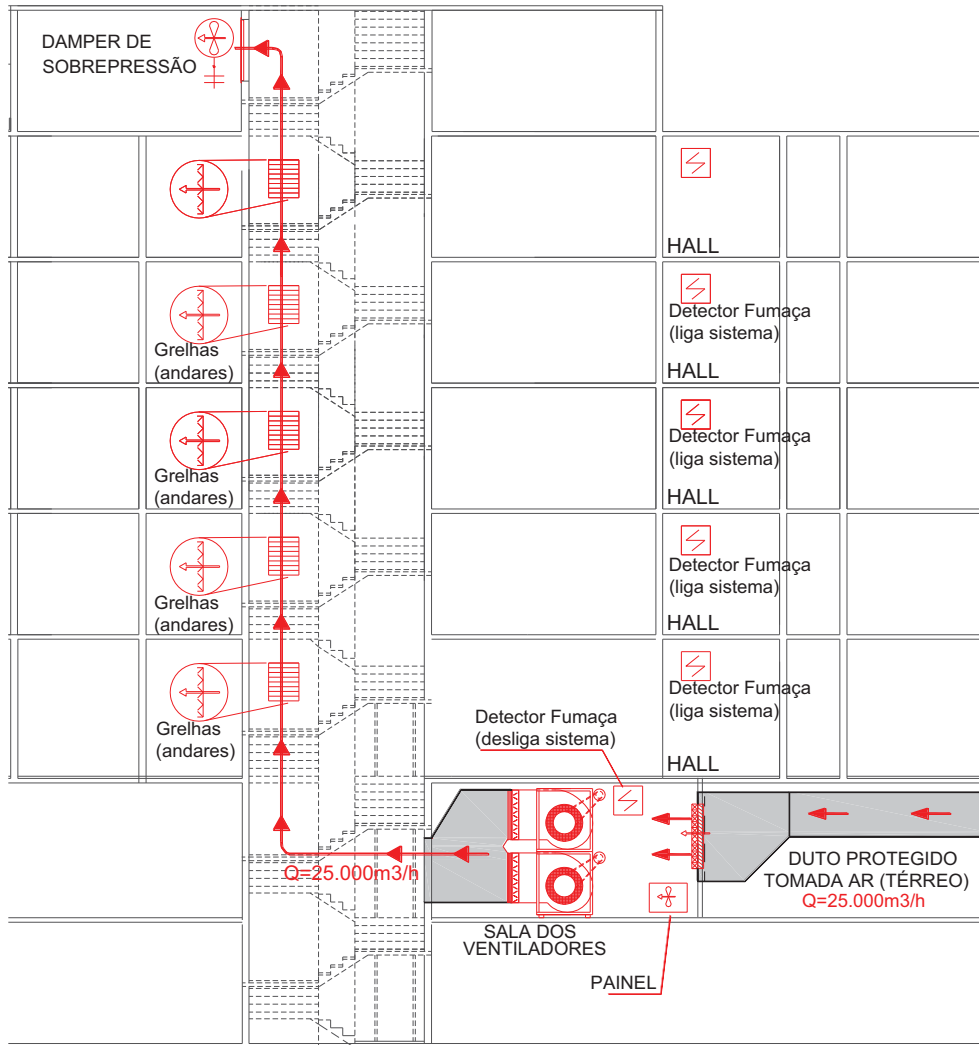 DAMPER DE
SOBREPRESSÃO
HALL
Detector Fumaça
(liga sistema)
Grelhas
(andares)
HALL
Detector Fumaça
(liga sistema)
Grelhas
(andares)
HALL
Detector Fumaça
(liga sistema)
Grelhas
(andares)
HALL
Detector Fumaça
(liga sistema)
Grelhas
(andares)
HALL
Detector Fumaça
(desliga sistema)
Q=25.000m3/h
DUTO PROTEGIDO
TOMADA AR (TÉRREO)
Q=25.000m3/h
SALA DOS
VENTILADORES
PAINEL